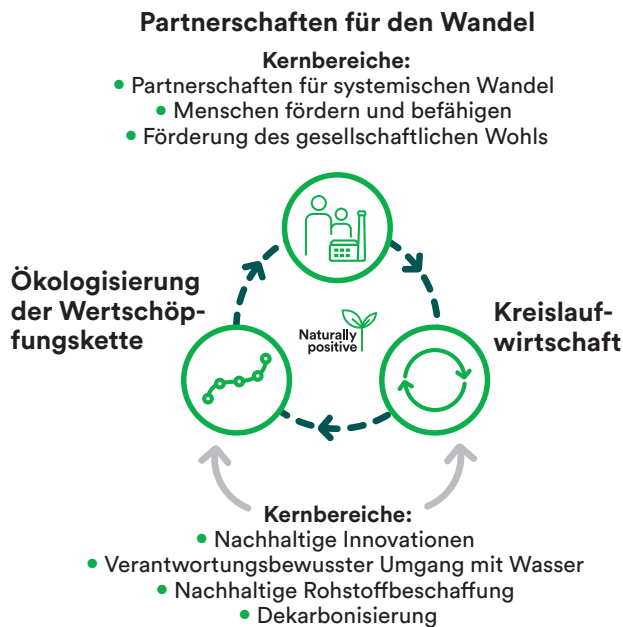 Partnerschaften für den Wandel
Kernbereiche:
• Partnerschaften für systemischen Wandel
• Menschen fördern und befähigen
• Förderung des gesellschaftlichen Wohls
Ökologisierung
der Wertschöp-
fungskette
Naturally
positive
Kreislauf-
wirtschaft
Kernbereiche:
• Nachhaltige Innovationen
• Verantwortungsbewusster Umgang mit Wasser
• Nachhaltige Rohstoffbeschaffung
• Dekarbonisierung